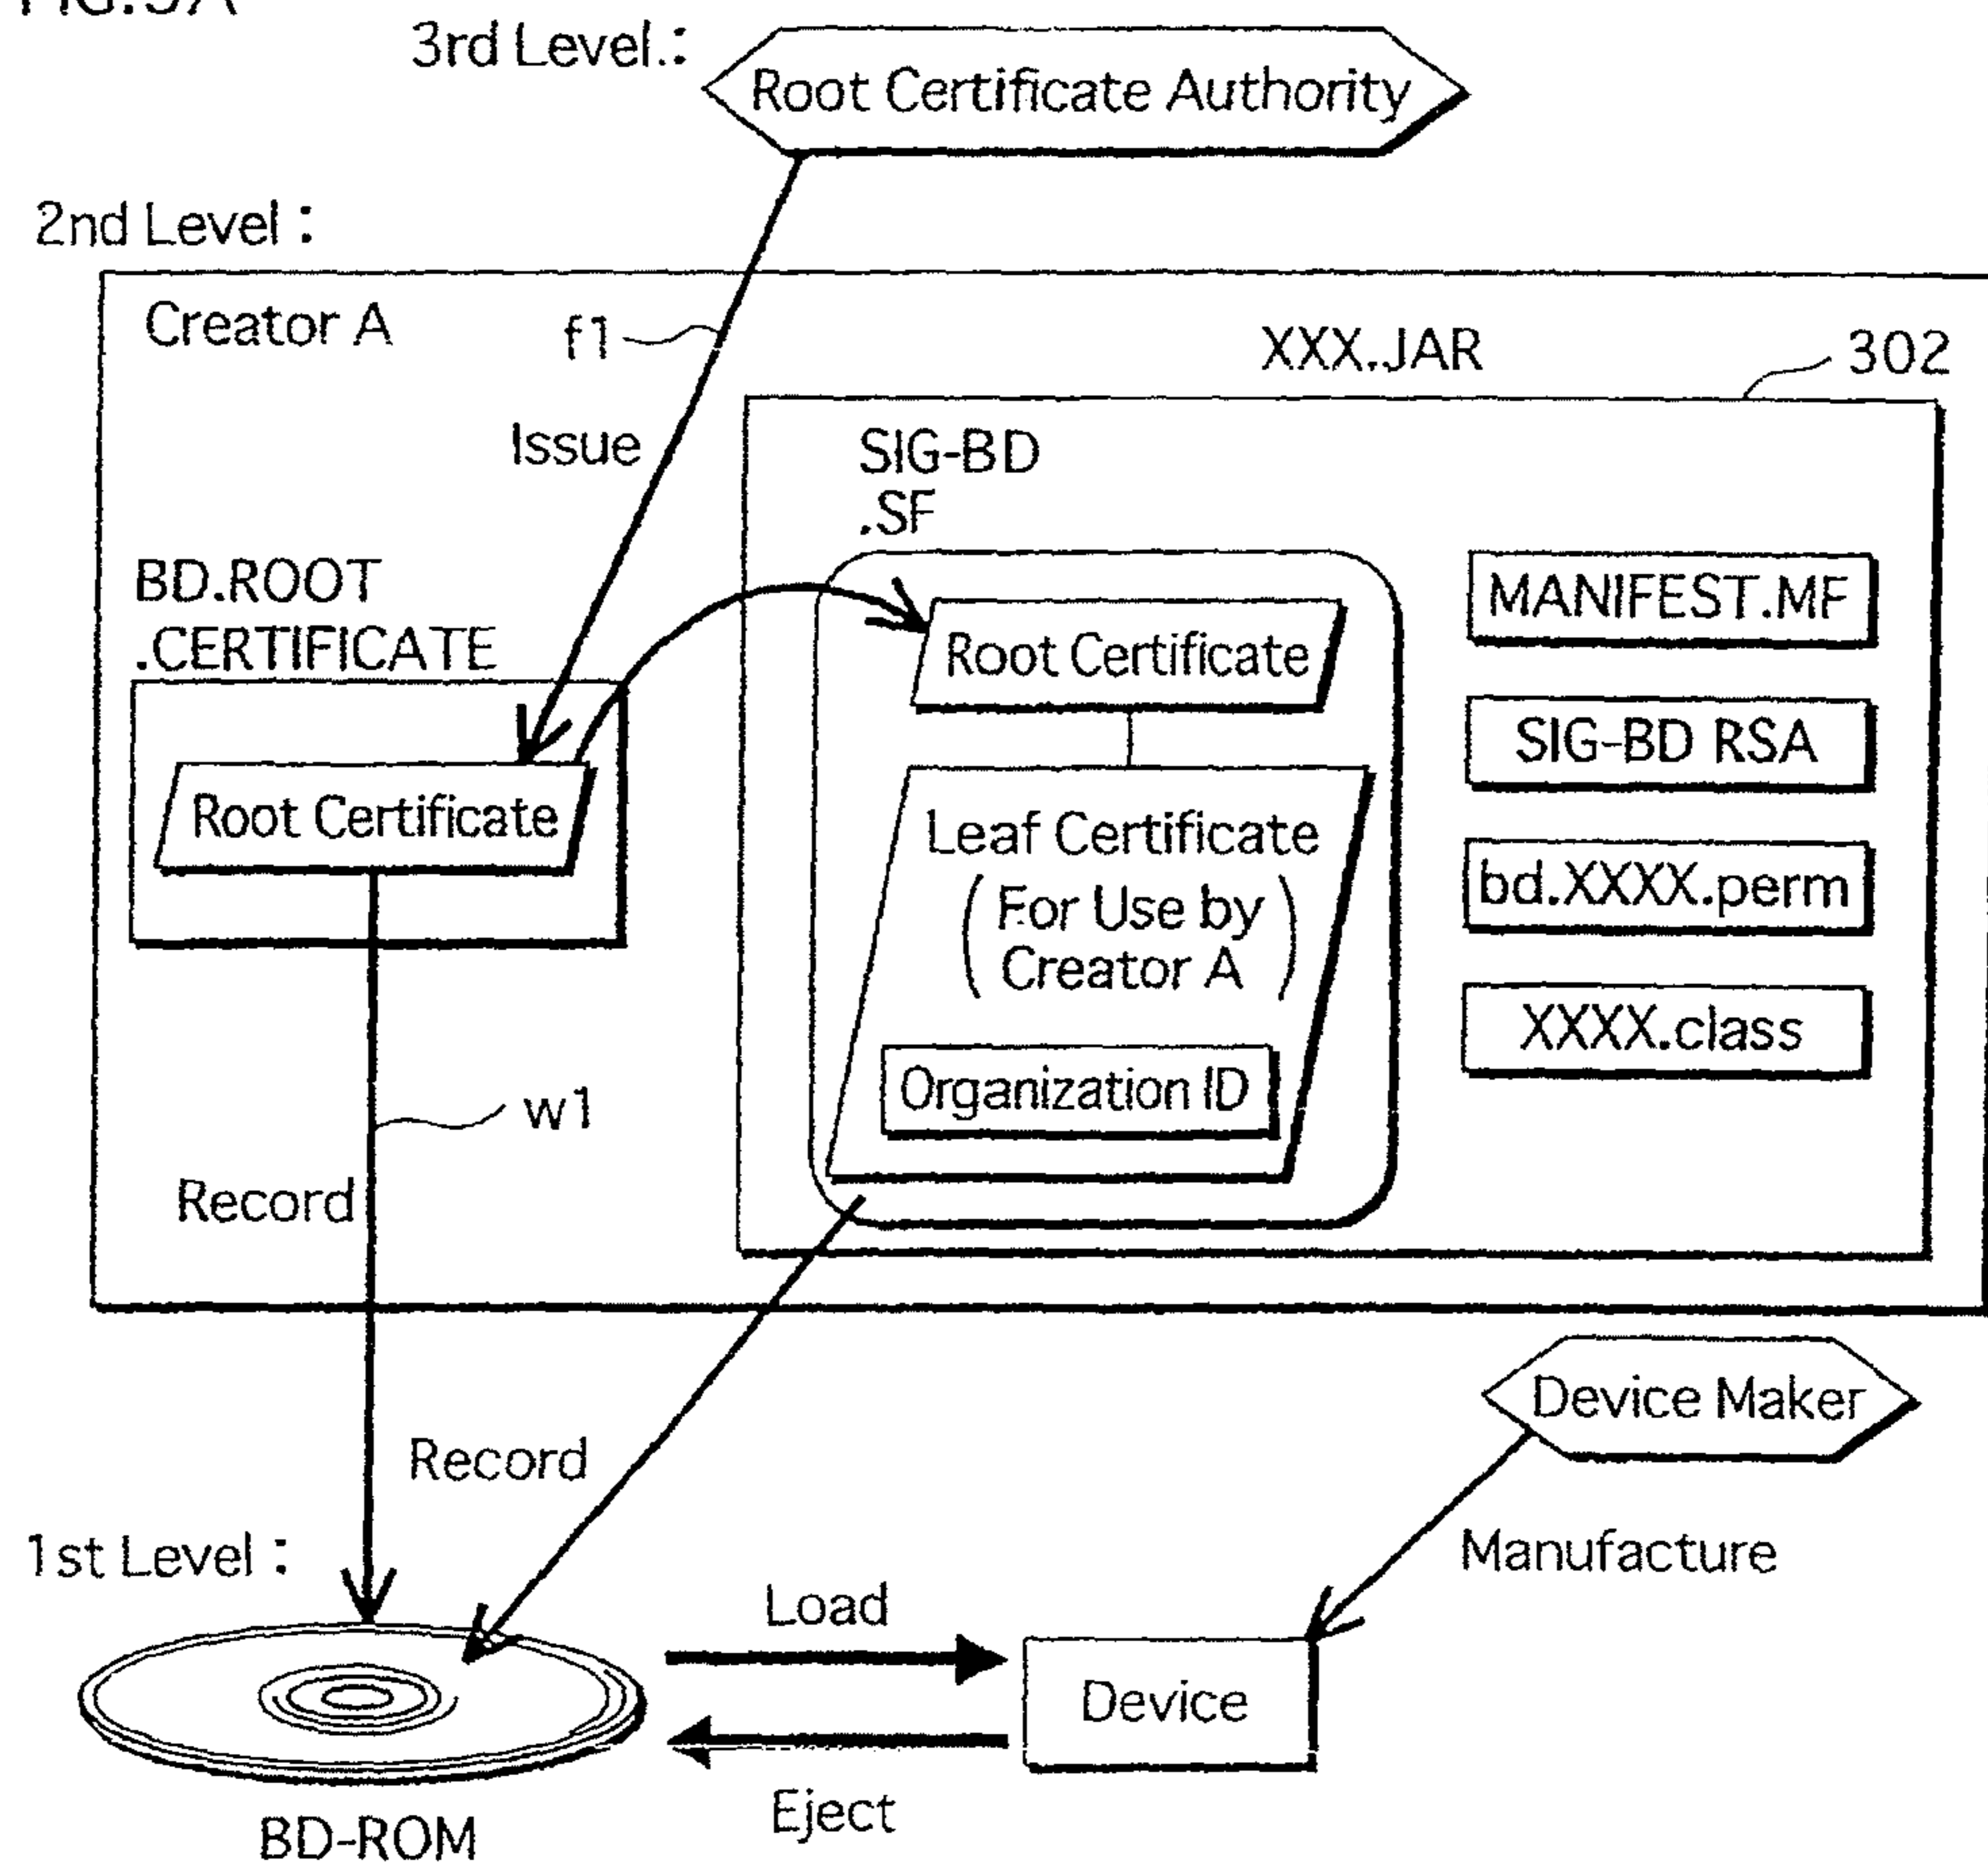 3rd Level.:
Root Certificate Authority
2nd Level :
Creator A
f1
XXX.JAR
302
Issue
SIG-BD
.SF
BD.ROOT
.CERTIFICATE
Root Certificate
MANIFEST.MF
Root Certificate
SIG-BD RSA
Leaf Certificate
(For Use by
Creator A)
bd.XXXX.perm
XXXX.class
Organization ID
w1
Record
Device Maker
Record
1st Level :
Manufacture
Load
Device
Eject
BD-ROM